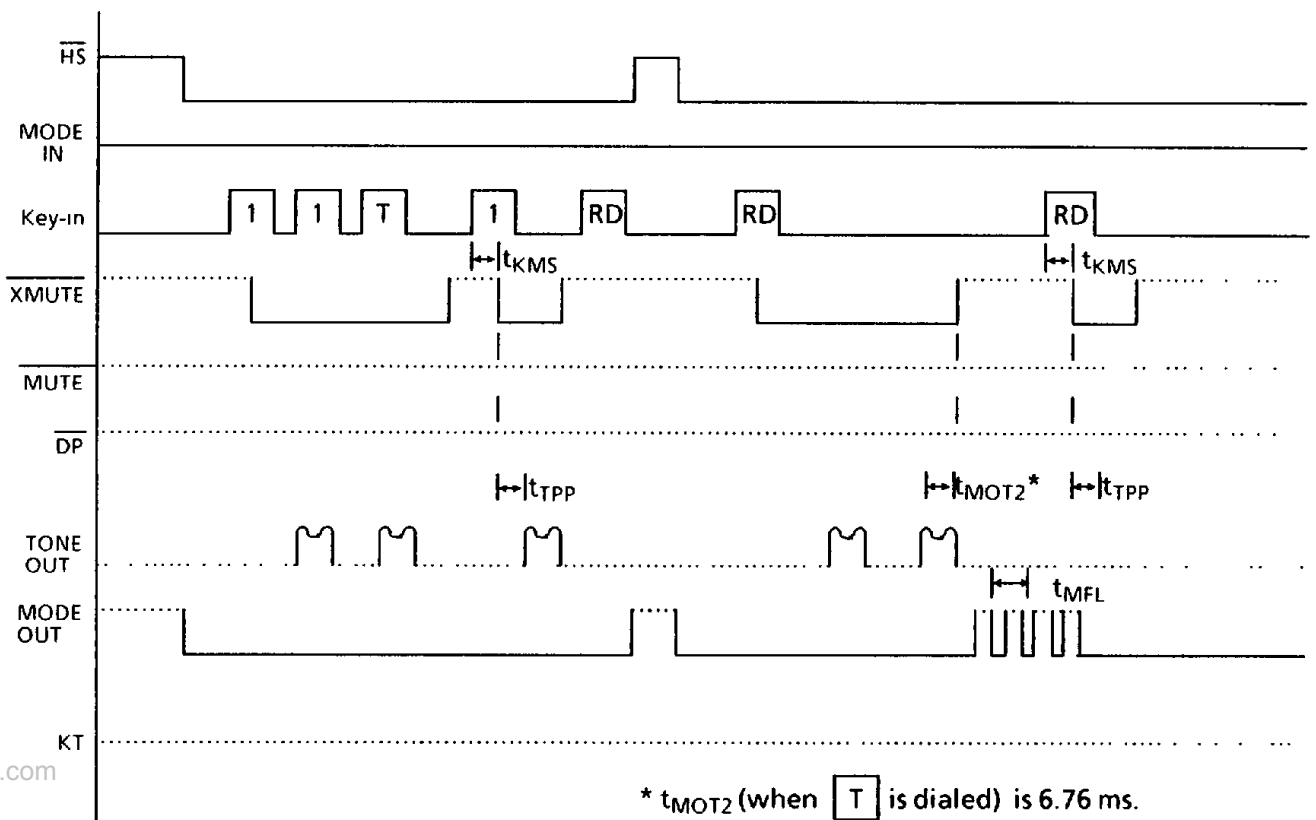 HS
MODE
IN
Key-in
1 1 T 1 RD RD RD
tKMS tKMS
XMUTE
MUTE
DP
tTPP tMOT2* tTPP
TONE
OUT
tMFL
MODE
OUT
KT
.com
* tMOT2 (when T is dialed) is 6.76 ms.